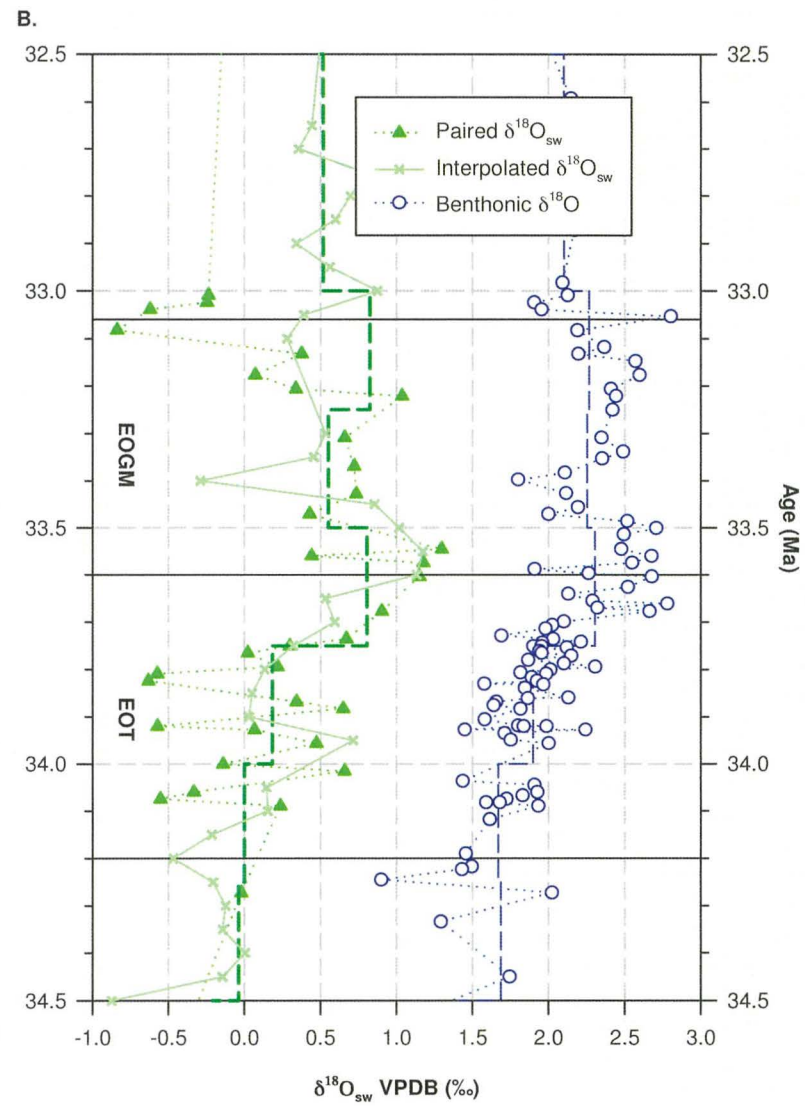 B.
32.5 32.5
Paired δ¹⁸Oₛw
Interpolated δ¹⁸Oₛw
Benthonic δ¹⁸O
33.0 33.0
EOGM
33.5 33.5
Age (Ma)
EOT
34.0 34.0
34.5 34.5
-1.0 -0.5 0.0 0.5 1.0 1.5 2.0 2.5 3.0
δ¹⁸Oₛw VPDB (‰)